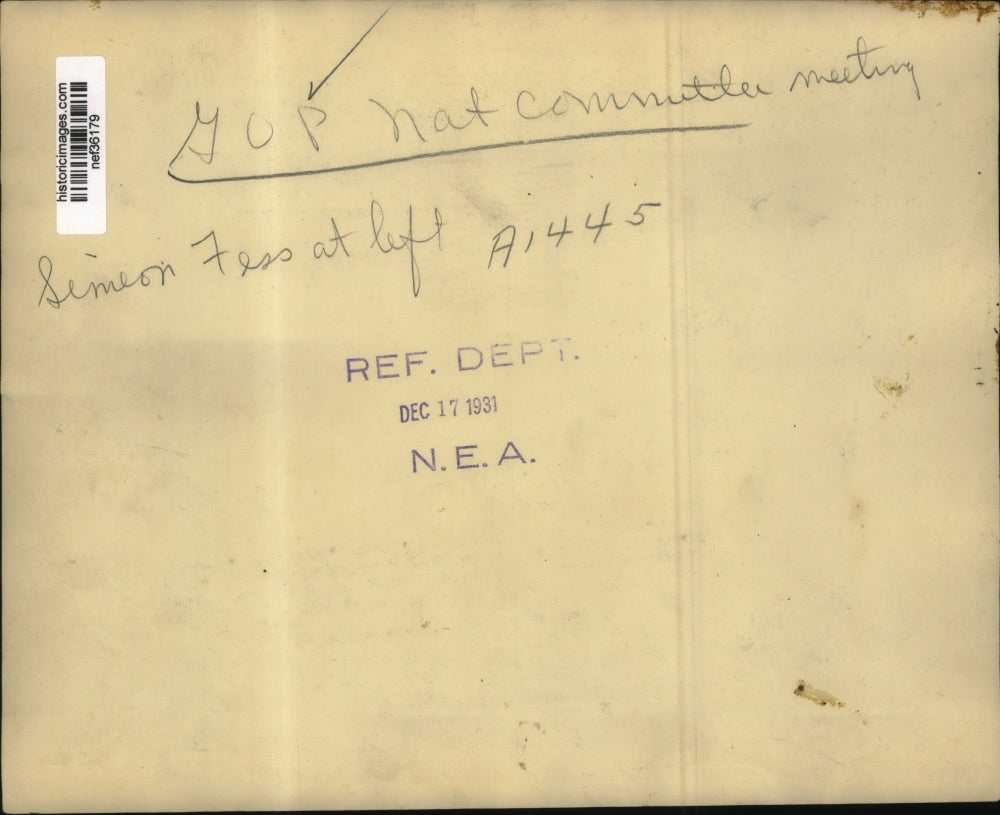 historicimages.com
nef36179
GOP Nat committee meeting
Simeon Fess at left A1445
REF. DEPT.
DEC 17 1931
N.E.A.